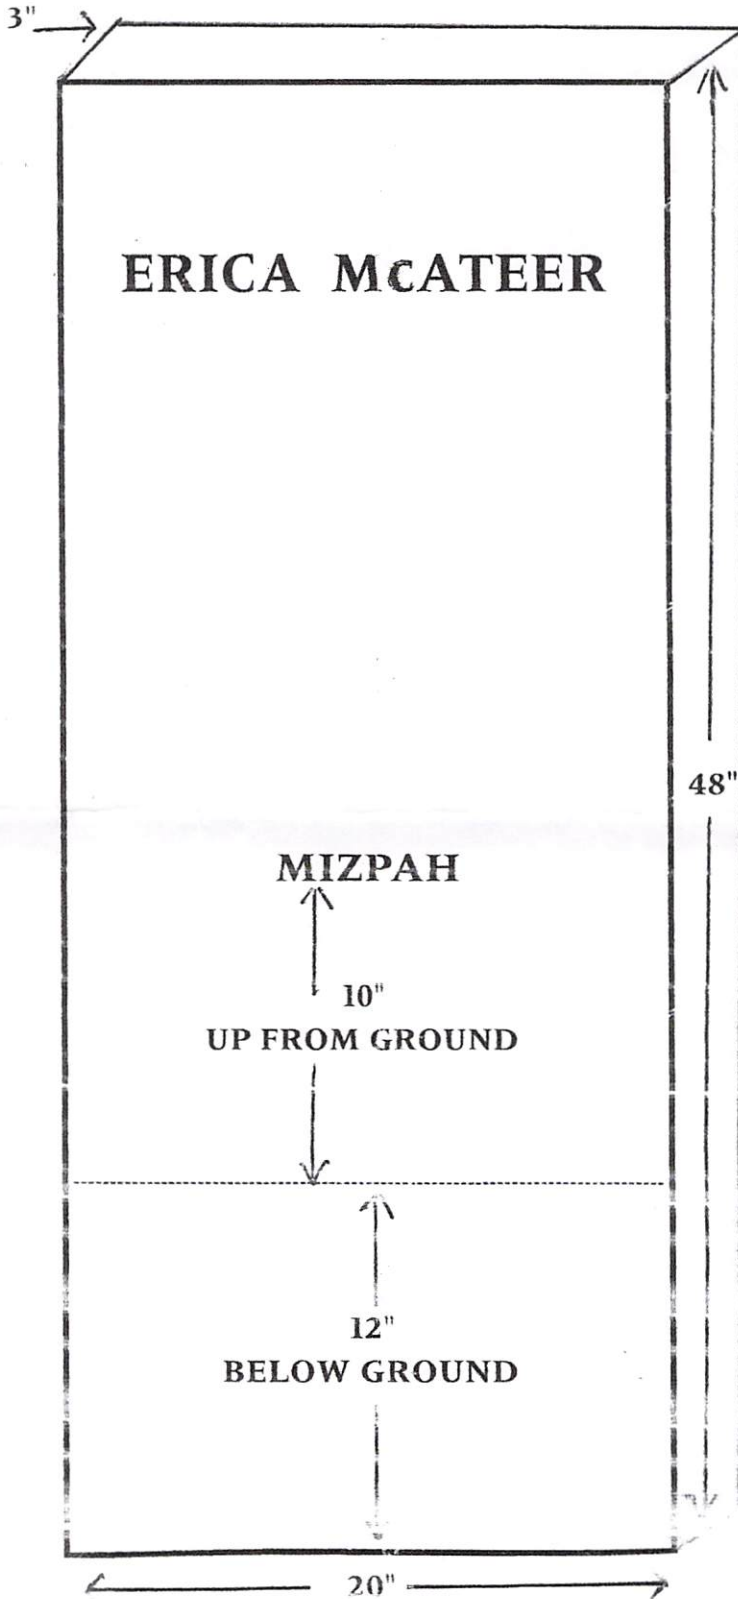 3"
ERICA McATEER
48"
MIZPAH
10"
UP FROM GROUND
12"
BELOW GROUND
20"